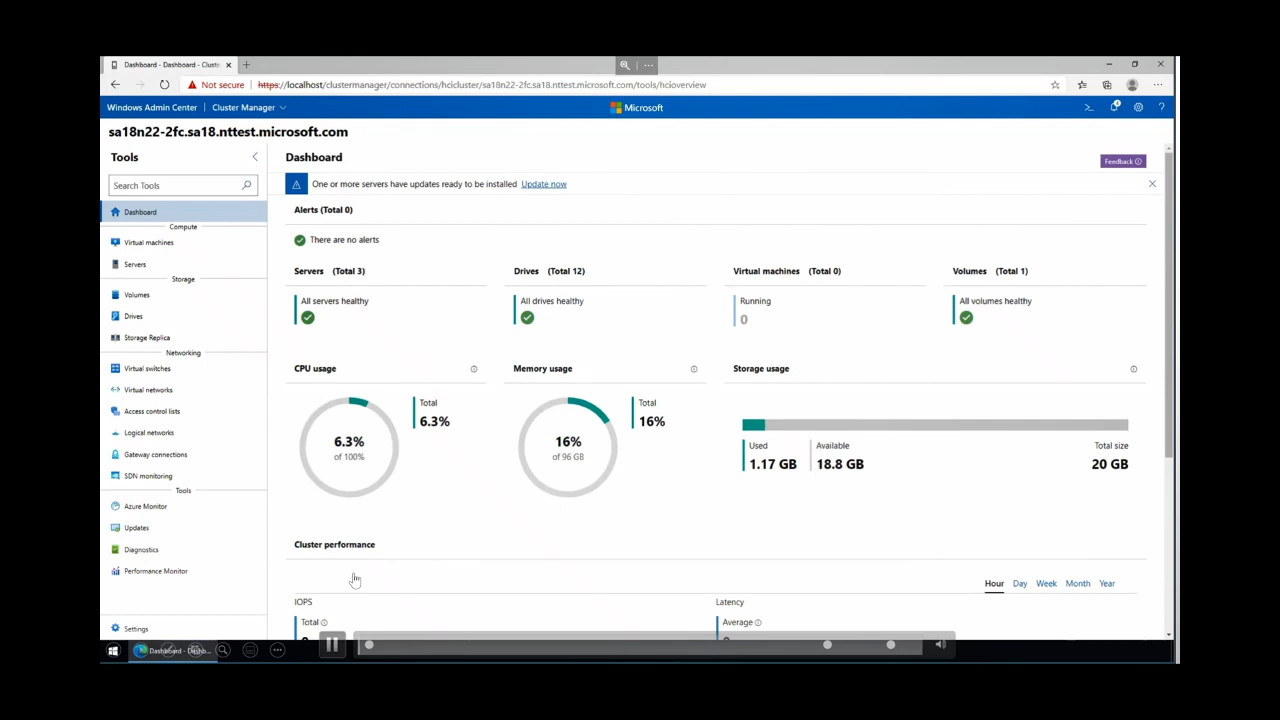 Dashboard - Dashboard - Cluste
Not secure
https://localhost/clustermanager/connections/hcicluster/sa18n22-2fc.sa18.nttest.microsoft.com/tools/hcioverview
Windows Admin Center
Cluster Manager
Microsoft
sa18n22-2fc.sa18.nttest.microsoft.com
Tools
Search Tools
Dashboard
Compute
Virtual machines
Servers
Storage
Volumes
Drives
Storage Replica
Networking
Virtual switches
Virtual networks
Access control lists
Logical networks
Gateway connections
SDN monitoring
Tools
Azure Monitor
Updates
Diagnostics
Performance Monitor
Settings
Dashboard
Feedback
One or more servers have updates ready to be installed Update now
Alerts (Total 0)
There are no alerts
Servers (Total 3)
All servers healthy
Drives (Total 12)
All drives healthy
Virtual machines (Total 0)
Running
0
Volumes (Total 1)
All volumes healthy
CPU usage
6.3%
of 100%
Total
6.3%
Memory usage
16%
of 96 GB
Total
16%
Storage usage
Used
1.17 GB
Available
18.8 GB
Total size
20 GB
Cluster performance
Hour Day Week Month Year
IOPS
Total
Latency
Average